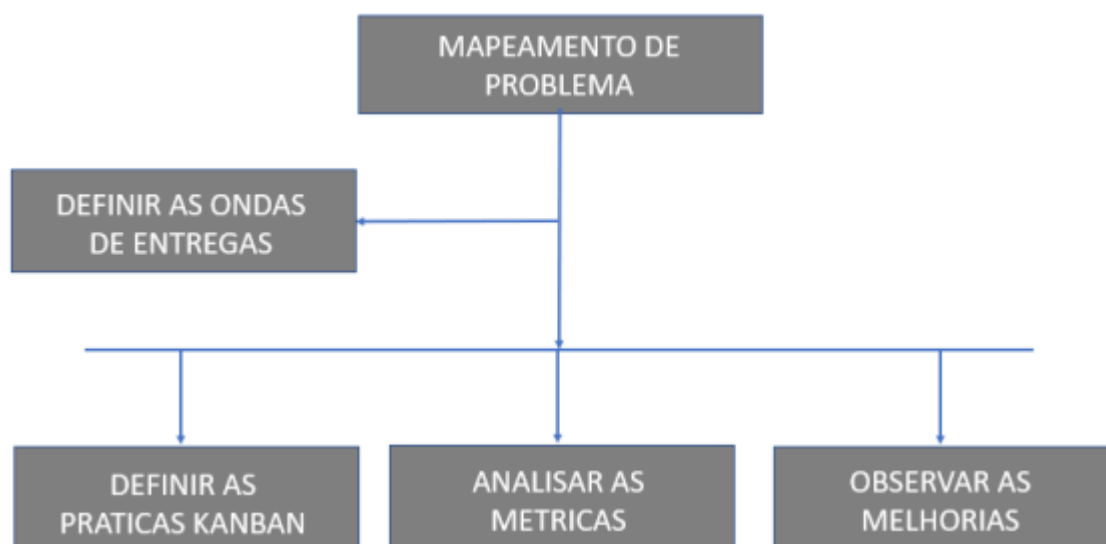 MAPEAMENTO DE
PROBLEMA
DEFINIR AS ONDAS
DE ENTREGAS
DEFINIR AS
PRATICAS KANBAN
ANALISAR AS
METRICAS
OBSERVAR AS
MELHORIAS